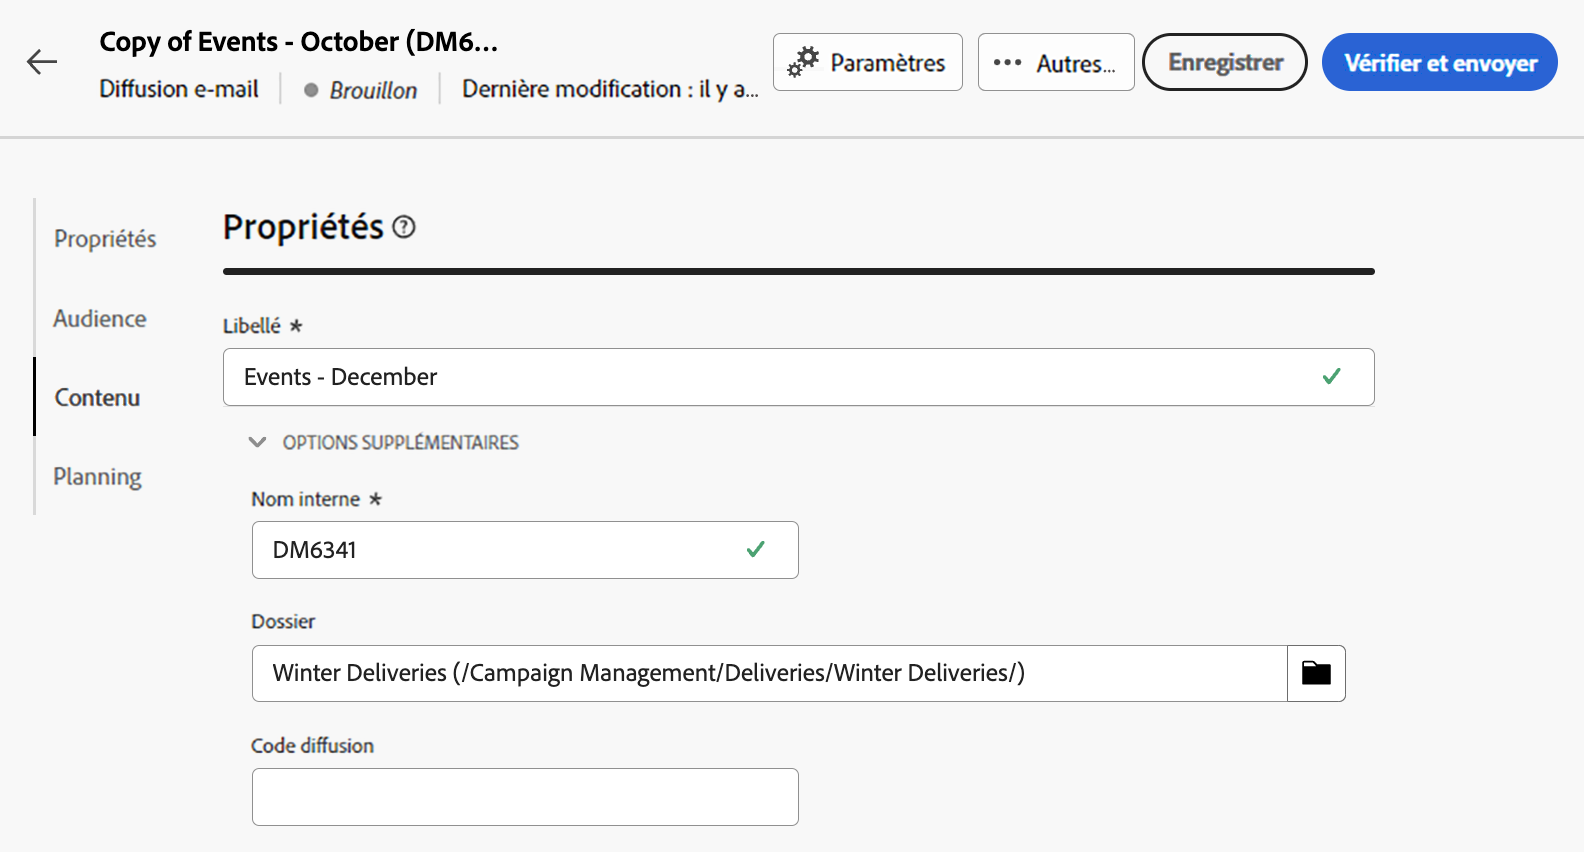 Copy of Events - October (DM6...
Diffusion e-mail
Brouillon
Dernière modification : il y a...
Paramètres
Autres...
Enregistrer
Vérifier et envoyer
Propriétés
Audience
Contenu
Planning
Propriétés
Libellé *
Events - December
OPTIONS SUPPLÉMENTAIRES
Nom interne *
DM6341
Dossier
Winter Deliveries (/Campaign Management/Deliveries/Winter Deliveries/)
Code diffusion